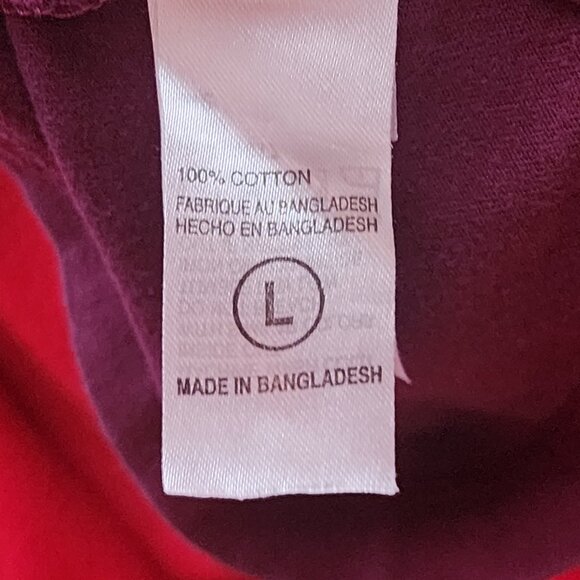 100% COTTON
FABRIQUE AU BANGLADESH
HECHO EN BANGLADESH
L
MADE IN BANGLADESH